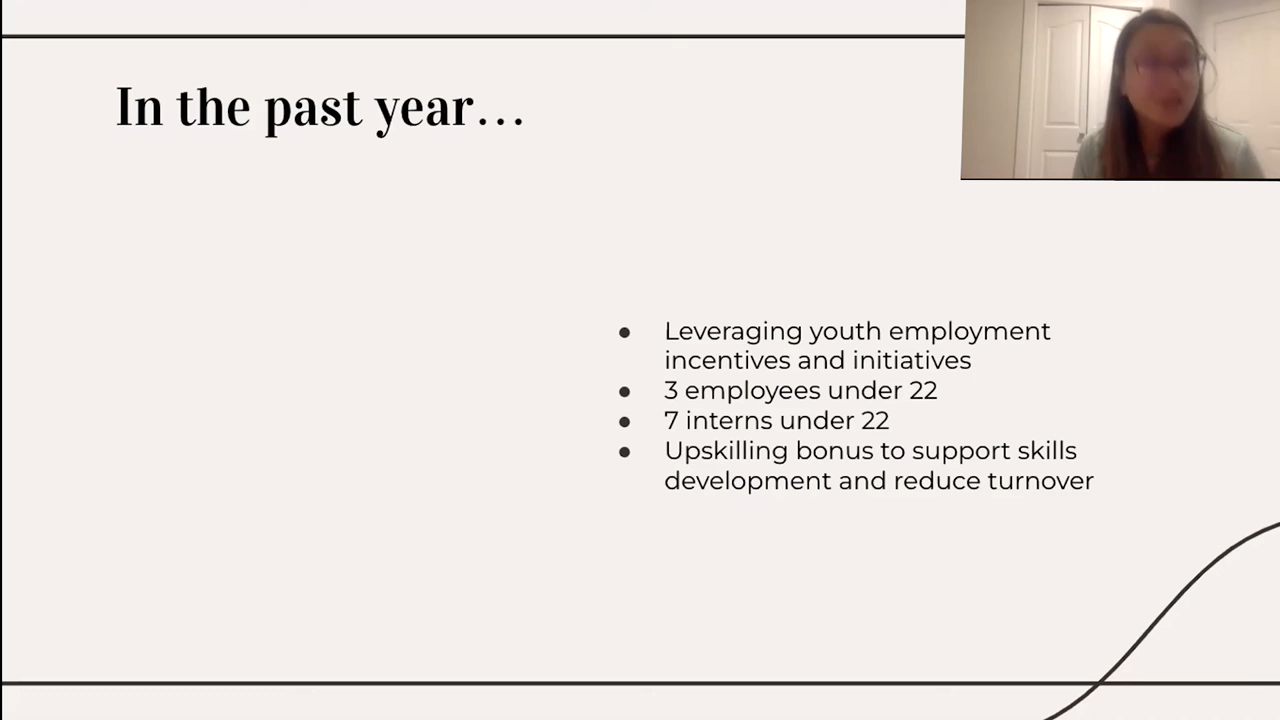 In the past year…
● Leveraging youth employment
incentives and initiatives
● 3 employees under 22
● 7 interns under 22
● Upskilling bonus to support skills
development and reduce turnover